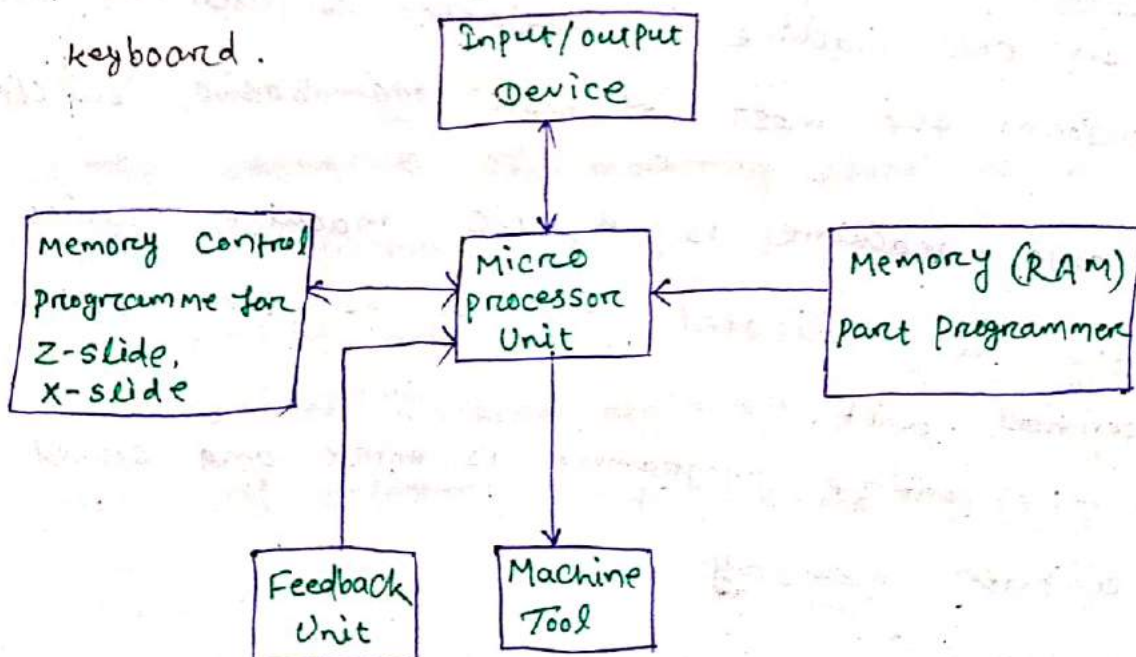 keyboard.
Input/output
Device
Memory Control
programme for
Z-slide,
X-slide
Micro
processor
Unit
Memory (RAM)
part programmer
Feedback
Unit
Machine
Tool